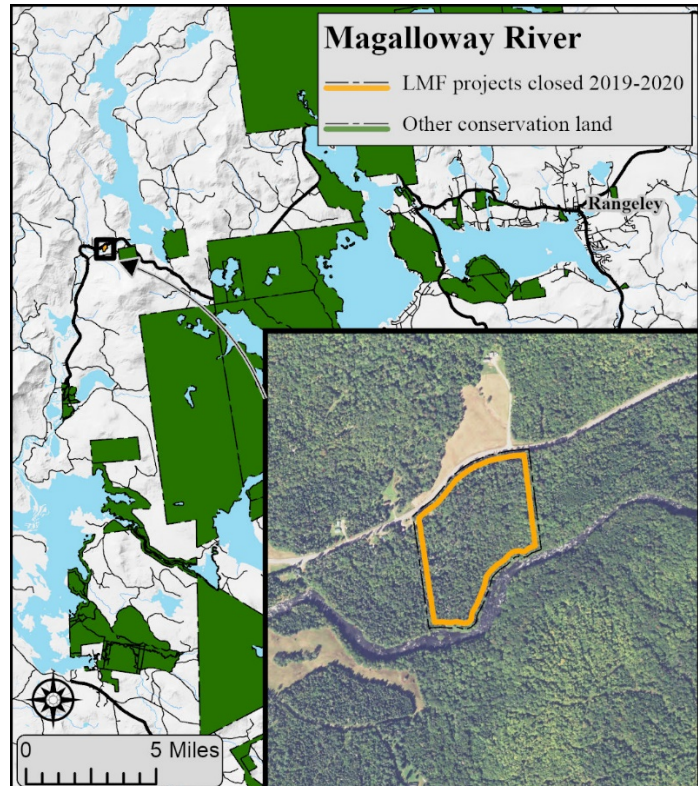 Magalloway River
LMF projects closed 2019-2020
Other conservation land
Rangeley
0 5 Miles